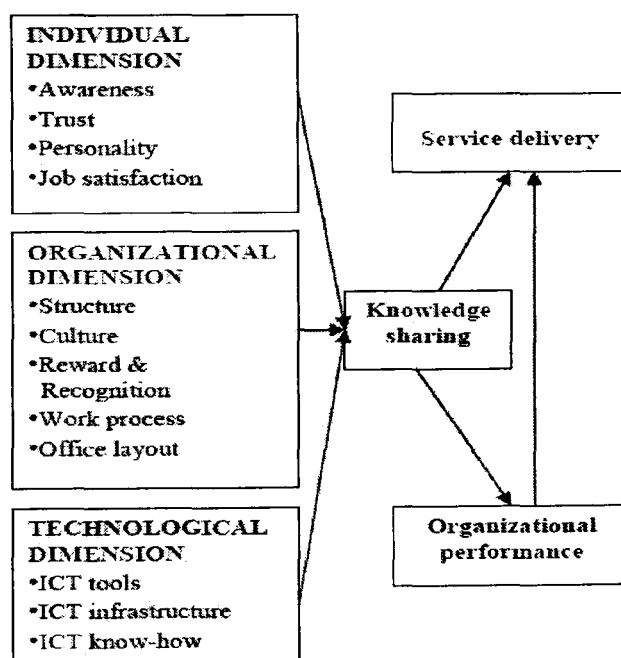 INDIVIDUAL
DIMENSION
•Awareness
•Trust
•Personality
•Job satisfaction
ORGANIZATIONAL
DIMENSION
•Structure
•Culture
•Reward &
Recognition
•Work process
•Office layout
TECHNOLOGICAL
DIMENSION
•ICT tools
•ICT infrastructure
•ICT know-how
Knowledge
sharing
Service delivery
Organizational
performance